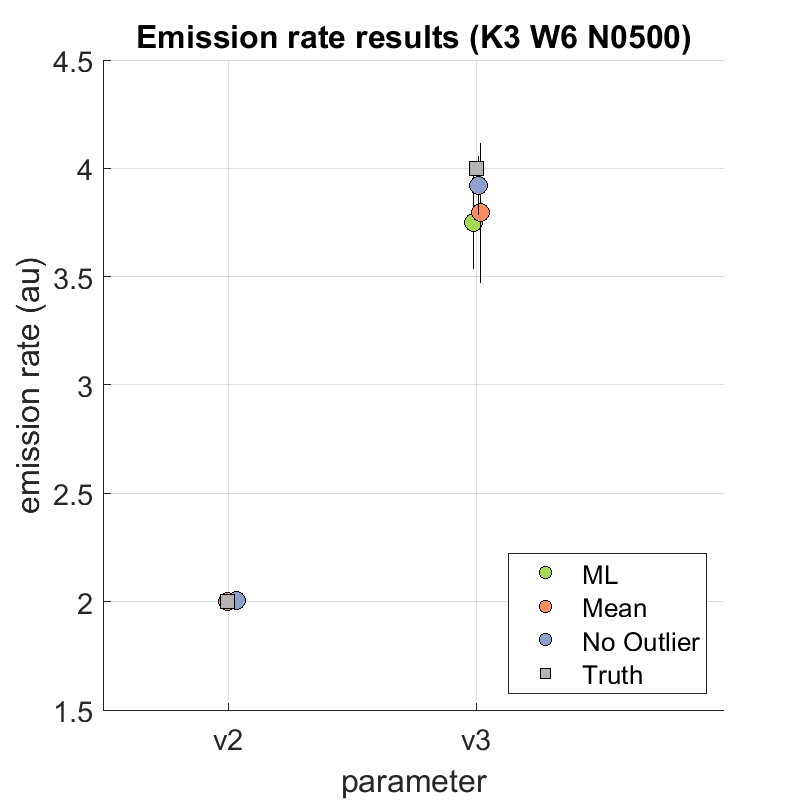 Emission rate results (K3 W6 N0500)
4.5
4
3.5
3
2.5
2
1.5
emission rate (au)
v2
v3
parameter
ML
Mean
No Outlier
Truth